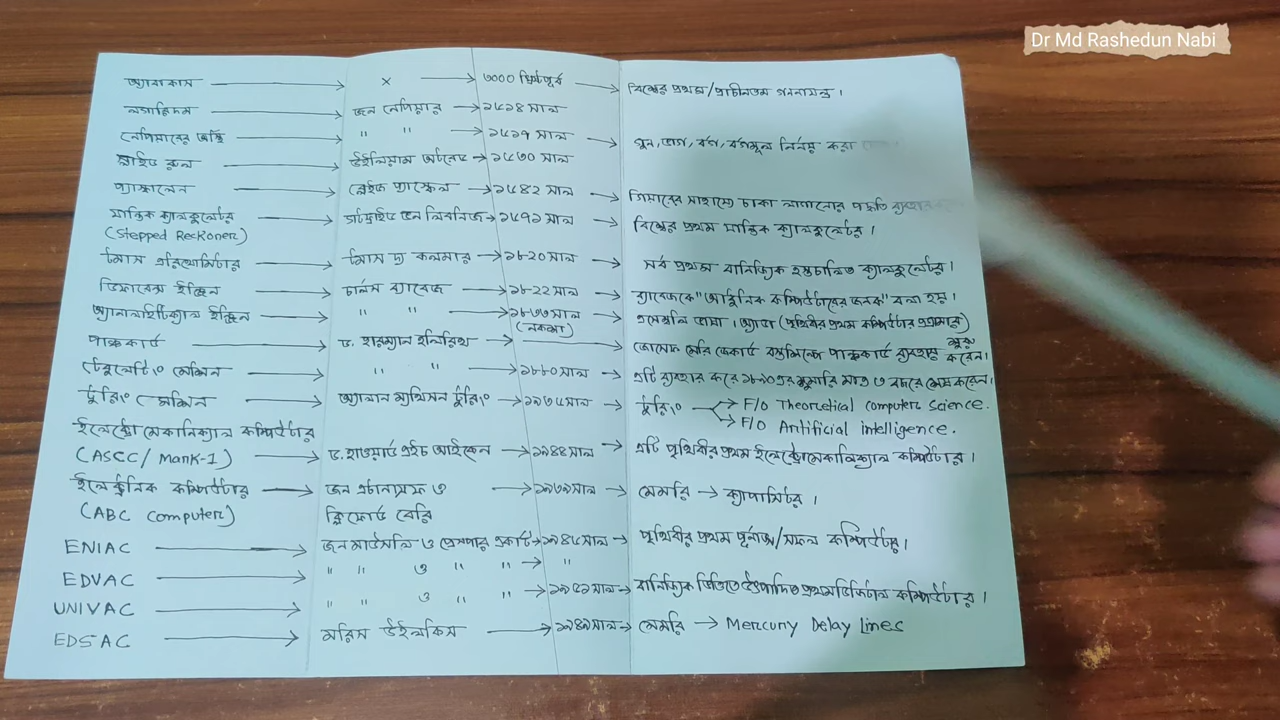 Dr Md Rashedun Nabi
অ্যাবাকাস → × → ৩০০০ খ্রিষ্টপূর্ব → বিশ্বের প্রথম/প্রাচীনতম গননাযন্ত্র।
লগারিদম → জন নেপিয়ার → ১৬১৪ সাল
নেপিয়ারের অস্থি → " " → ১৬১৭ সাল → গুন, ভাগ, বর্গ, বর্গমূল নির্নয় করা
স্লাইড রুল → উইলিয়াম অটরেড → ১৬৩০ সাল
প্যাস্কালেন → ব্লেইজ প্যাস্কেল → ১৬৪২ সাল → গিয়ারের সাহায্যে চাকা লাগানোর পদ্ধতি
যান্ত্রিক ক্যালকুলেটর → গটফ্রাইড ভন লিবনিজ → ১৬৭১ সাল → বিশ্বের প্রথম যান্ত্রিক ক্যালকুলেটর।
(Stepped Reckoner)
টমাস এরিথোমিটার → টমাস দ্য কলমার → ১৮২০ সাল → সর্ব প্রথম বানিজ্যিক হস্তচালিত ক্যালকুলেটর।
ডিফারেন্স ইঞ্জিন → চার্লস ব্যাবেজ → ১৮২২ সাল → ব্যাবেজকে "আধুনিক কম্পিউটারের জনক" বলা হয়।
অ্যানালাইটিক্যাল ইঞ্জিন → " " → ১৮৩৩ সাল (নকশা) → এসেম্বলি ভাষা। অ্যাডা (পৃথিবীর প্রথম কম্পিউটার প্রগ্রামার)
পাঞ্চকার্ড → ড. হারম্যান হলিরিথ → জোসেফ মেরি জেকার্ড বস্ত্রশিল্পে পাঞ্চকার্ড ব্যবহার শুরু করেন।
টেবুলেটিং মেশিন → " " → ১৮৮০ সাল → এটি ব্যবহার করে ১৮৯০ এর শুমারি মাত্র ৩ বছরে শেষ করেন।
টুরিং মেশিন → অ্যালান ম্যাথিসন টুরিং → ১৯৩৬ সাল → টুরিং → F/O Theoretical computer science.
→ F/O Artificial intelligence.
ইলেক্ট্রো মেকানিক্যাল কম্পিউটার
(ASCC/ Mark-1) → ড. হাওয়ার্ড এইচ আইকেন → ১৯৪৪ সাল → এটি পৃথিবীর প্রথম ইলেক্ট্রোমেকানিক্যাল কম্পিউটার।
ইলেক্ট্রনিক কম্পিউটার → জন এটানাসফ ও → ১৯৩৯ সাল → মেমরি → ক্যাপাসিটর।
(ABC Computer) ক্লিফোর্ড বেরি
ENIAC → জন মাউসলি ও প্রেসপার একার্ট → ১৯৪৬ সাল → পৃথিবীর প্রথম পূর্নাঙ্গ/সফল কম্পিউটার।
EDVAC → " " ও " " → "
UNIVAC → " " ও " " → ১৯৫১ সাল → বানিজ্যিক ভিত্তিতে উৎপাদিত প্রথম ডিজিটাল কম্পিউটার।
EDSAC → মরিস উইলকিস → ১৯৪৯ সাল → মেমরি → Mercury Delay Lines